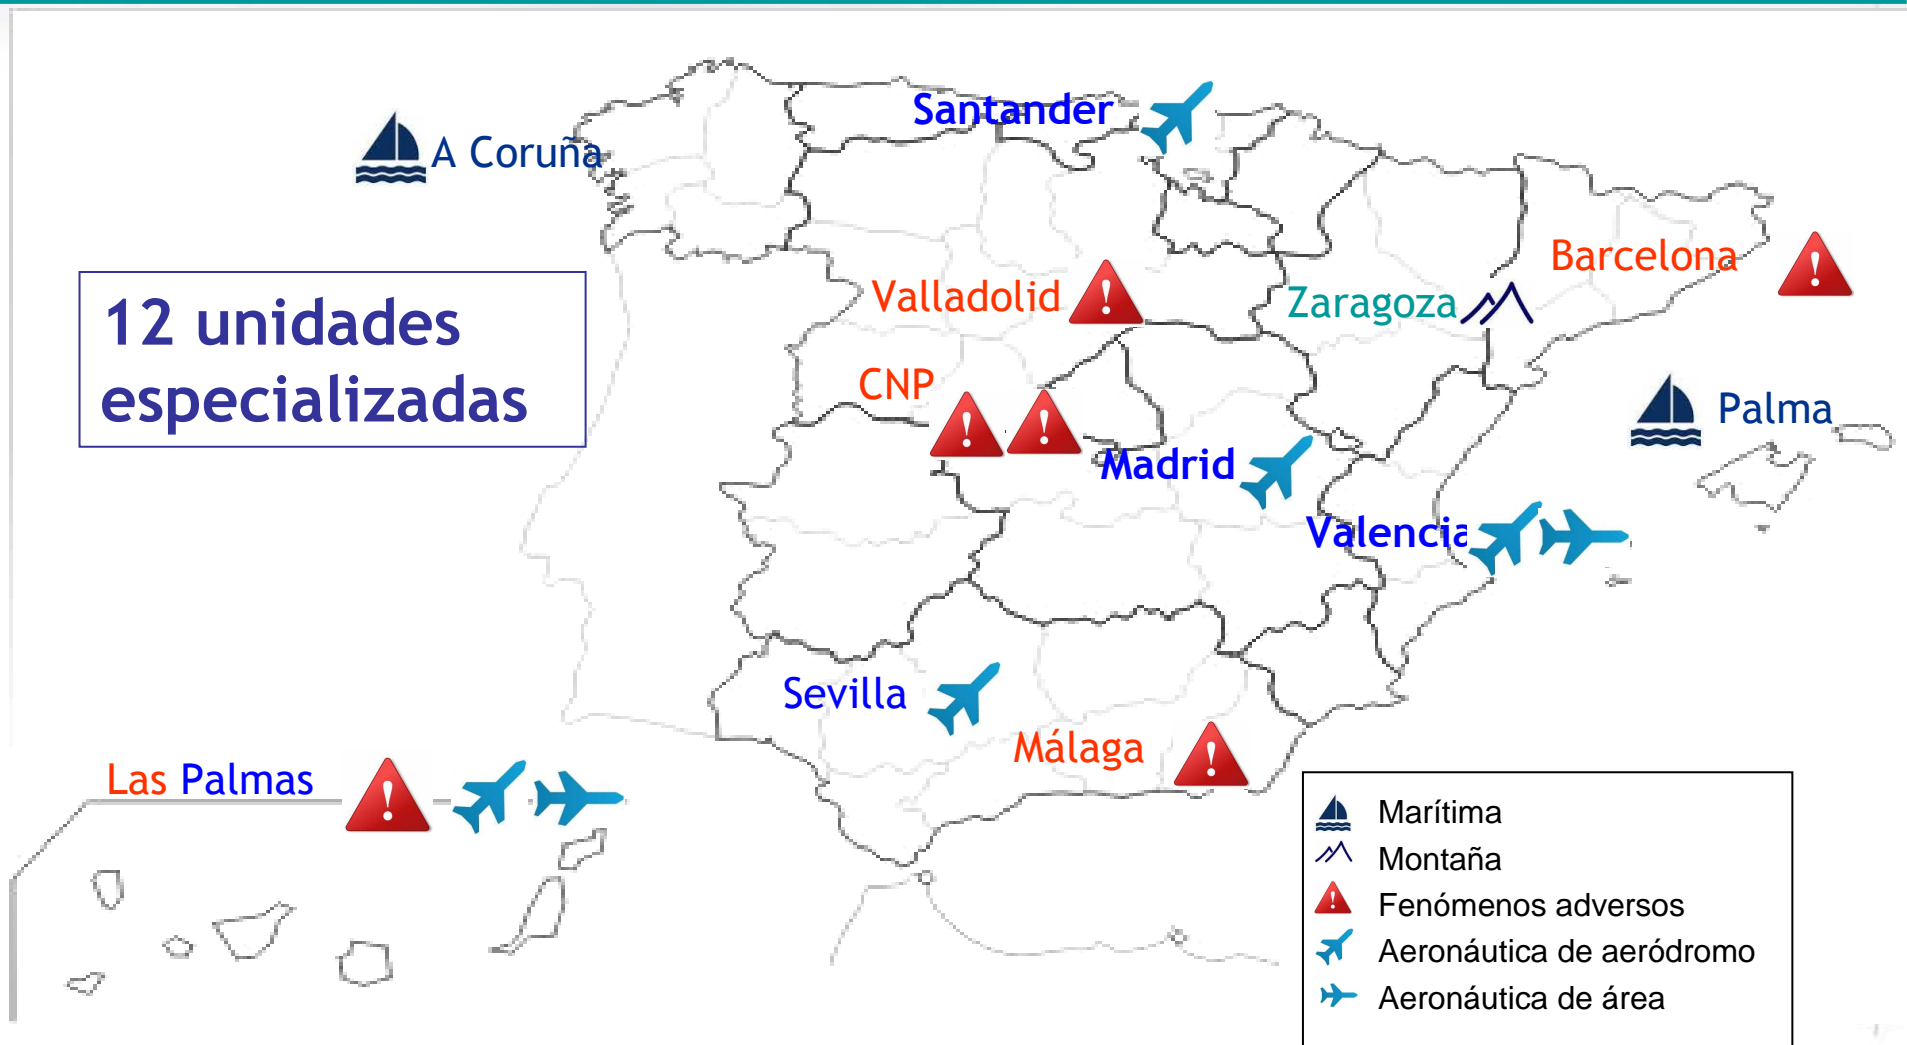 Santander
A Coruña
Barcelona
Valladolid
Zaragoza
12 unidades
especializadas
CNP
Palma
Madrid
Valencia
Sevilla
Málaga
Las Palmas
Marítima
Montaña
Fenómenos adversos
Aeronáutica de aeródromo
Aeronáutica de área